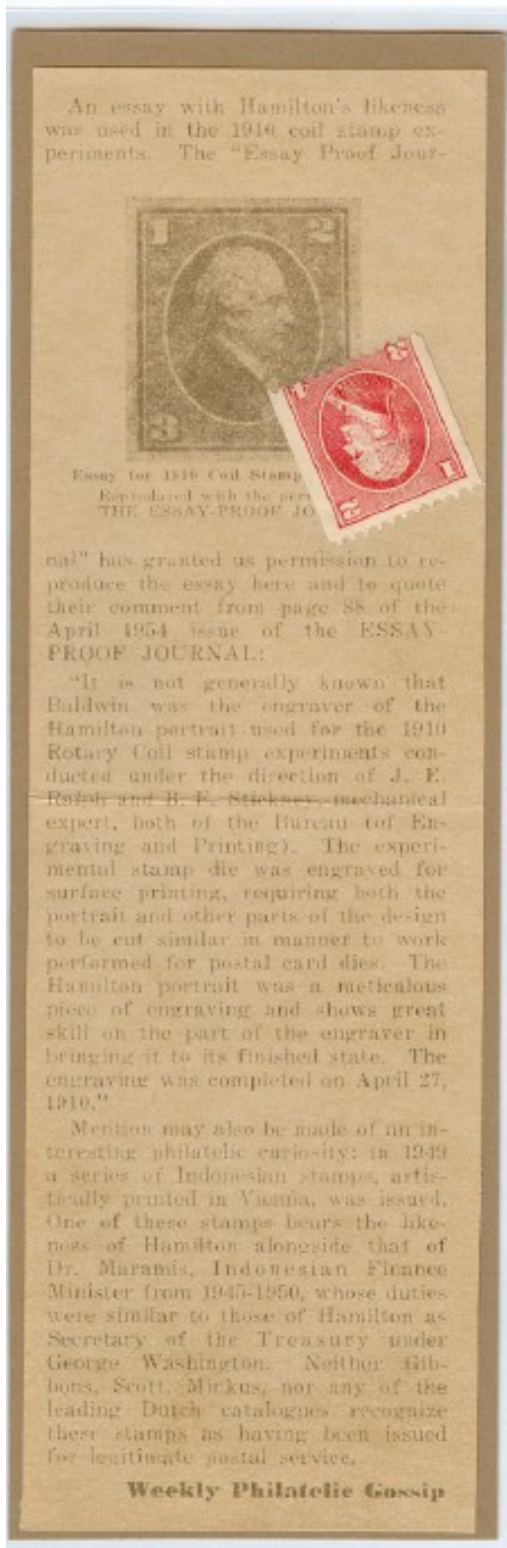 An essay with Hamilton's likeness
was used in the 1910 coil stamp ex-
periments. The "Essay Proof Jour-
1 2
3
2
1
2
Essay for 1910 Coil Stamp
Reproduced with the per
THE ESSAY-PROOF JO
nal" has granted us permission to re-
produce the essay here and to quote
their comment from page 88 of the
April 1954 issue of the ESSAY-
PROOF JOURNAL:
"It is not generally known that
Baldwin was the engraver of the
Hamilton portrait used for the 1910
Rotary Coil stamp experiments con-
ducted under the direction of J. E.
Ralph and B. F. Stickney, mechanical
expert, both of the Bureau (of En-
graving and Printing). The experi-
mental stamp die was engraved for
surface printing, requiring both the
portrait and other parts of the design
to be cut similar in manner to work
performed for postal card dies. The
Hamilton portrait was a meticulous
piece of engraving and shows great
skill on the part of the engraver in
bringing it to its finished state. The
engraving was completed on April 27,
1910."
Mention may also be made of an in-
teresting philatelic curiosity: in 1949
a series of Indonesian stamps, artis-
tically printed in Vienna, was issued.
One of these stamps bears the like-
ness of Hamilton alongside that of
Dr. Maramis, Indonesian Finance
Minister from 1945-1950, whose duties
were similar to those of Hamilton as
Secretary of the Treasury under
George Washington. Neither Gib-
bons, Scott, Minkus, nor any of the
leading Dutch catalogues recognize
these stamps as having been issued
for legitimate postal service.
Weekly Philatelic Gossip